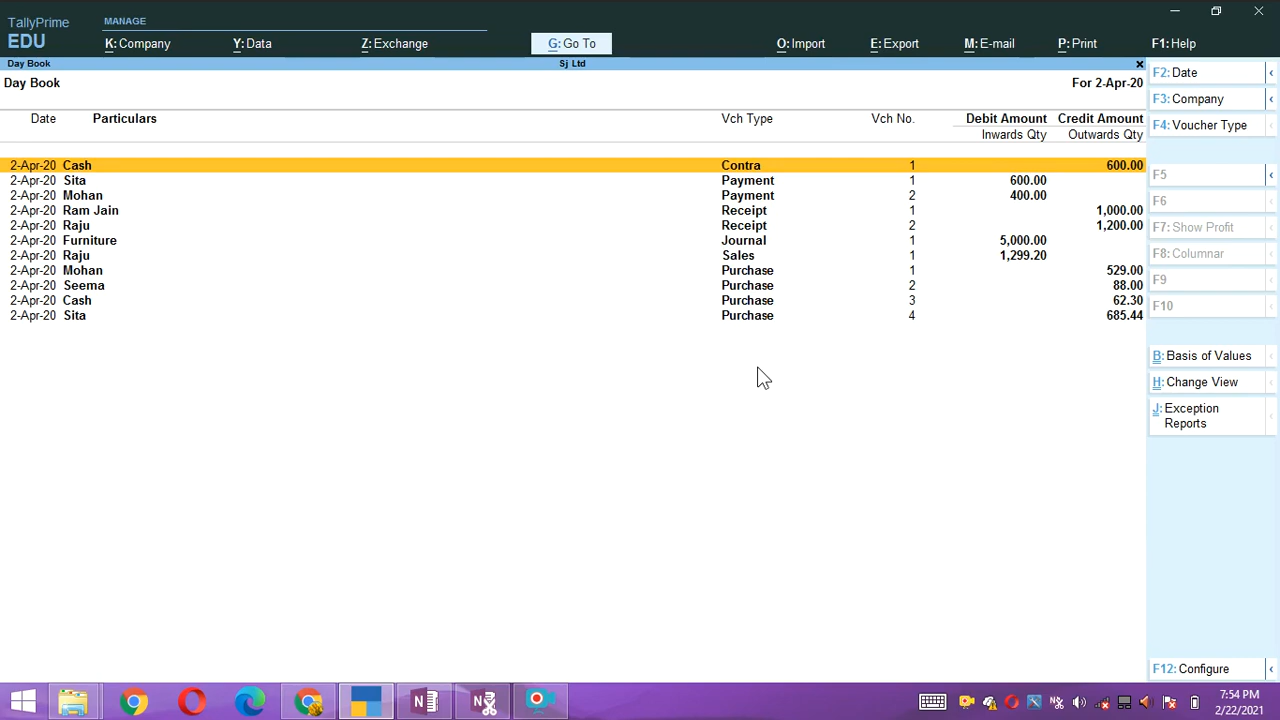 TallyPrime MANAGE
EDU K: Company Y: Data Z: Exchange G: Go To O: Import E: Export M: E-mail P: Print F1: Help
Day Book Sj Ltd ×
Day Book For 2-Apr-20
Date Particulars Vch Type Vch No. Debit Amount Credit Amount
Inwards Qty Outwards Qty
2-Apr-20 Cash Contra 1 600.00
2-Apr-20 Sita Payment 1 600.00
2-Apr-20 Mohan Payment 2 400.00
2-Apr-20 Ram Jain Receipt 1 1,000.00
2-Apr-20 Raju Receipt 2 1,200.00
2-Apr-20 Furniture Journal 1 5,000.00
2-Apr-20 Raju Sales 1 1,299.20
2-Apr-20 Mohan Purchase 1 529.00
2-Apr-20 Seema Purchase 2 88.00
2-Apr-20 Cash Purchase 3 62.30
2-Apr-20 Sita Purchase 4 685.44
F2: Date
F3: Company
F4: Voucher Type
F5
F6
F7: Show Profit
F8: Columnar
F9
F10
B: Basis of Values
H: Change View
J: Exception
Reports
F12: Configure
7:54 PM
2/22/2021